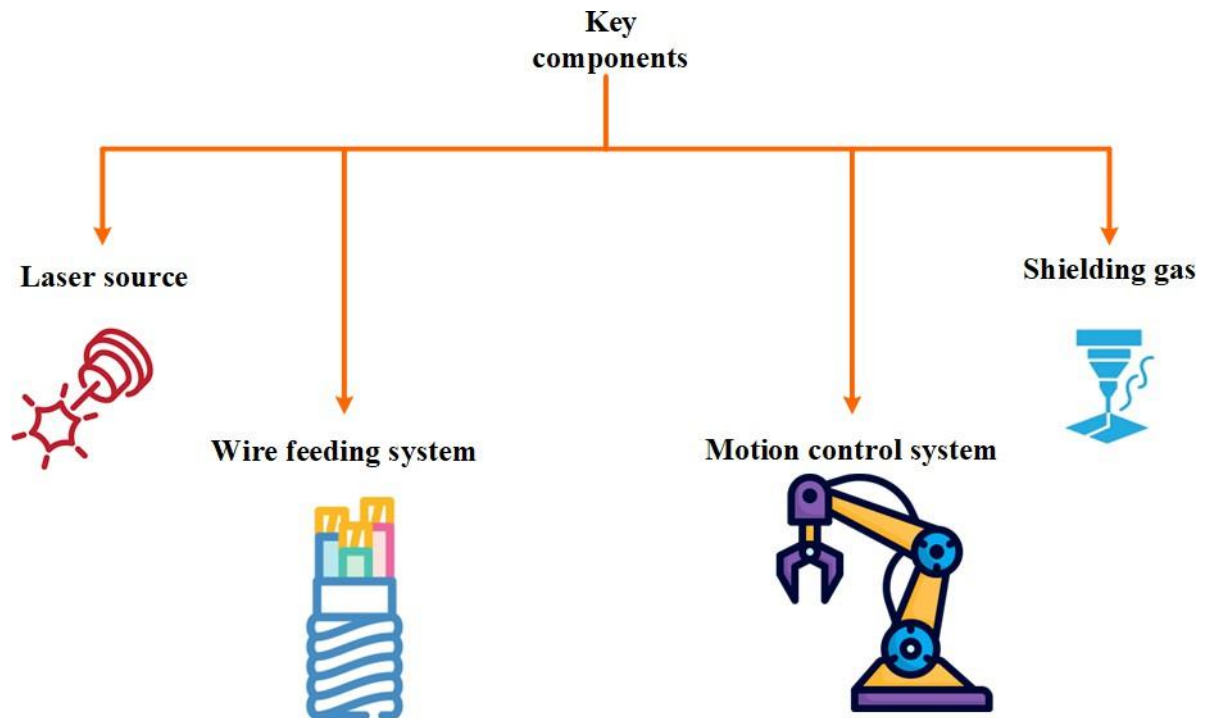 Key
components
Laser source
Shielding gas
Wire feeding system
Motion control system